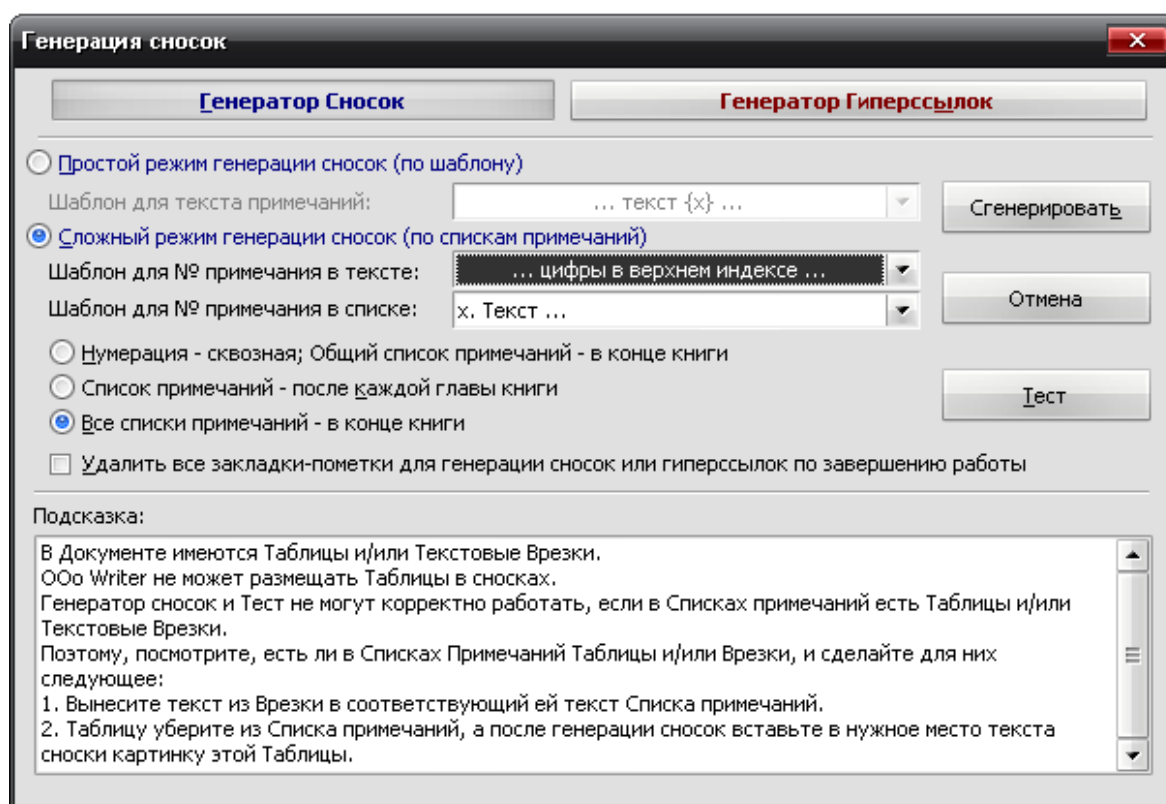 Генерация сносок
Генератор Сносок
Генератор Гиперссылок
Простой режим генерации сносок (по шаблону)
Шаблон для текста примечаний:
... текст {x} ...
Сгенерировать
Сложный режим генерации сносок (по спискам примечаний)
Шаблон для № примечания в тексте:
... цифры в верхнем индексе ...
Шаблон для № примечания в списке:
x. Текст ...
Отмена
Нумерация - сквозная; Общий список примечаний - в конце книги
Список примечаний - после каждой главы книги
Тест
Все списки примечаний - в конце книги
Удалить все закладки-пометки для генерации сносок или гиперссылок по завершению работы
Подсказка:
В Документе имеются Таблицы и/или Текстовые Врезки.
OOo Writer не может размещать Таблицы в сносках.
Генератор сносок и Тест не могут корректно работать, если в Списках примечаний есть Таблицы и/или
Текстовые Врезки.
Поэтому, посмотрите, есть ли в Списках Примечаний Таблицы и/или Врезки, и сделайте для них
следующее:
1. Вынесите текст из Врезки в соответствующий ей текст Списка примечаний.
2. Таблицу уберите из Списка примечаний, а после генерации сносок вставьте в нужное место текста
сноски картинку этой Таблицы.